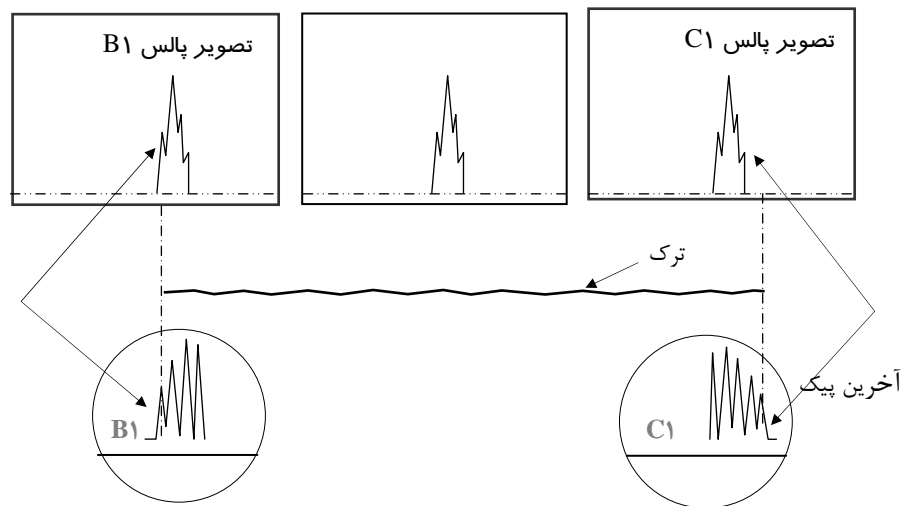 تصویر پالس C۱
تصویر پالس B۱
ترک
آخرین پیک
C۱
B۱